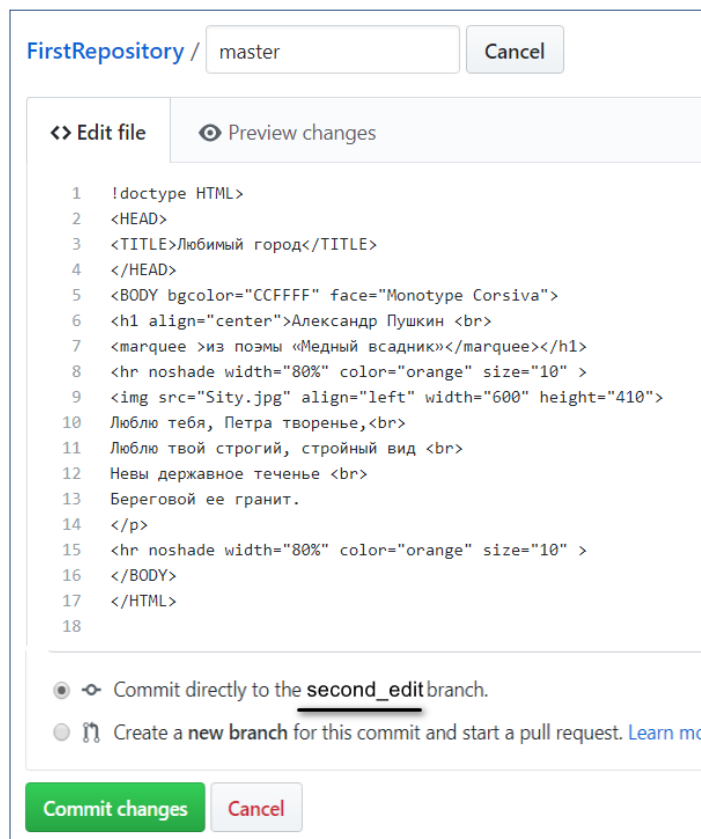 FirstRepository / master Cancel
Edit file Preview changes
1 !doctype HTML>
2 <HEAD>
3 <TITLE>Любимый город</TITLE>
4 </HEAD>
5 <BODY bgcolor="CCFFFF" face="Monotype Corsiva">
6 <h1 align="center">Александр Пушкин <br>
7 <marquee >из поэмы «Медный всадник»</marquee></h1>
8 <hr noshade width="80%" color="orange" size="10" >
9 <img src="Sity.jpg" align="left" width="600" height="410">
10 Люблю тебя, Петра творенье,<br>
11 Люблю твой строгий, стройный вид <br>
12 Невы державное теченье <br>
13 Береговой ее гранит.
14 </p>
15 <hr noshade width="80%" color="orange" size="10" >
16 </BODY>
17 </HTML>
18
Commit directly to the second_edit branch.
Create a new branch for this commit and start a pull request. Learn mo
Commit changes Cancel